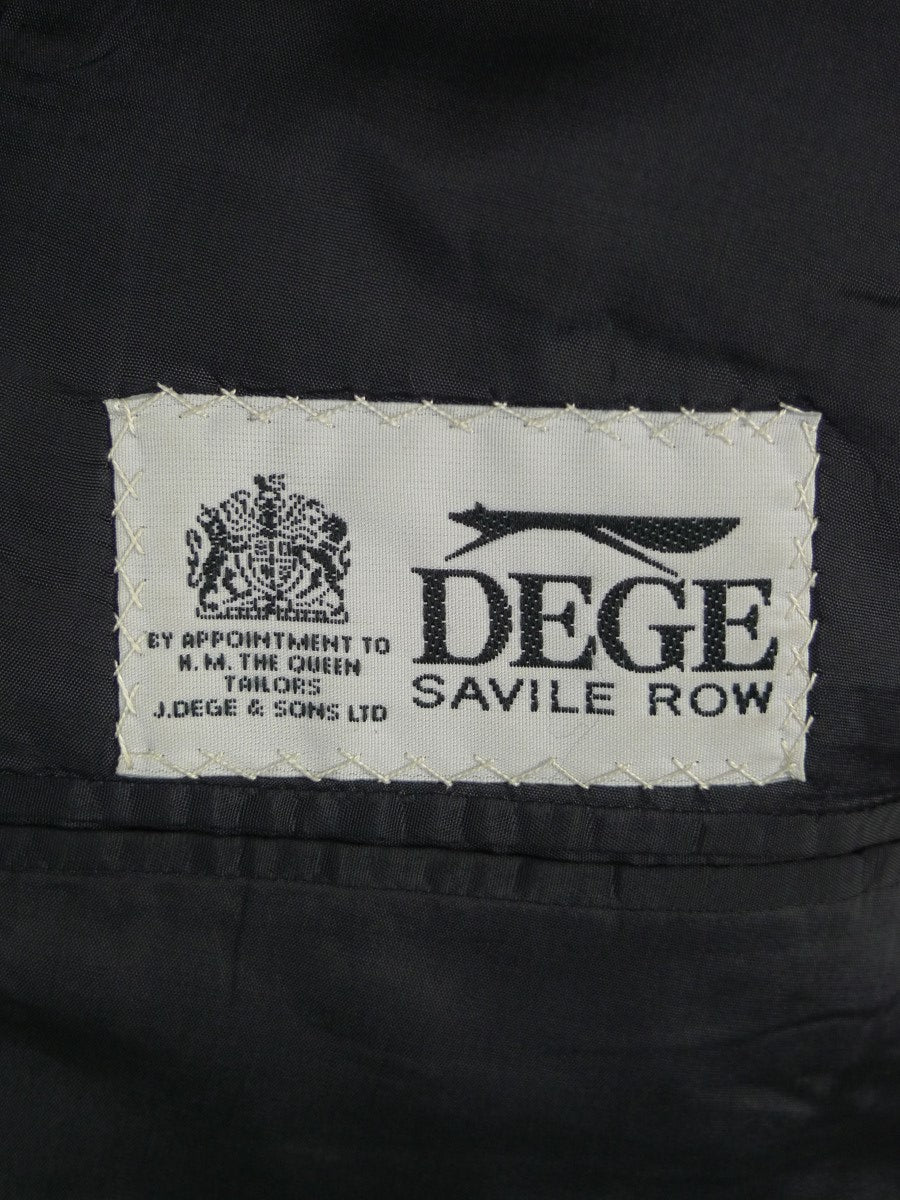 BY APPOINTMENT TO
H.M. THE QUEEN
TAILORS
J.DEGE & SONS LTD
DEGE
SAVILE ROW